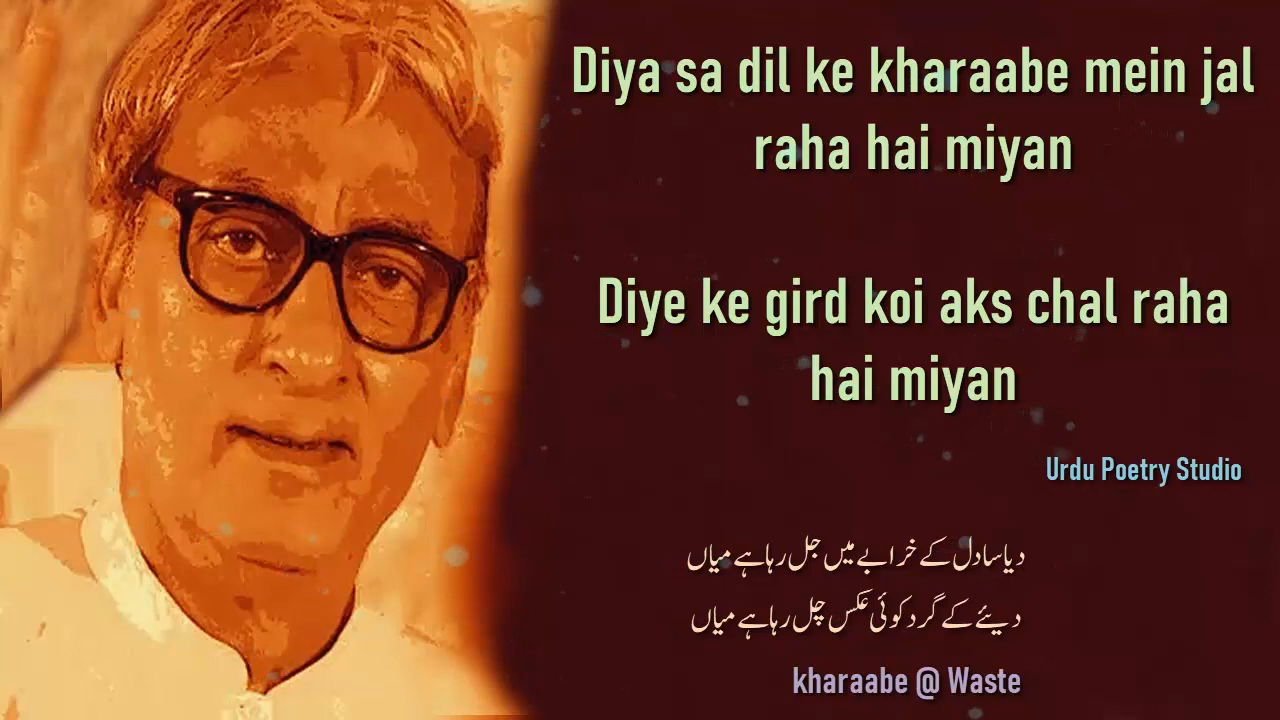 Diya sa dil ke kharaabe mein jal
raha hai miyan
Diye ke gird koi aks chal raha
hai miyan
Urdu Poetry Studio
دیا سا دل کے خرابے میں جل رہا ہے میاں
دیئے کے گرد کوئی عکس چل رہا ہے میاں
kharaabe @ Waste